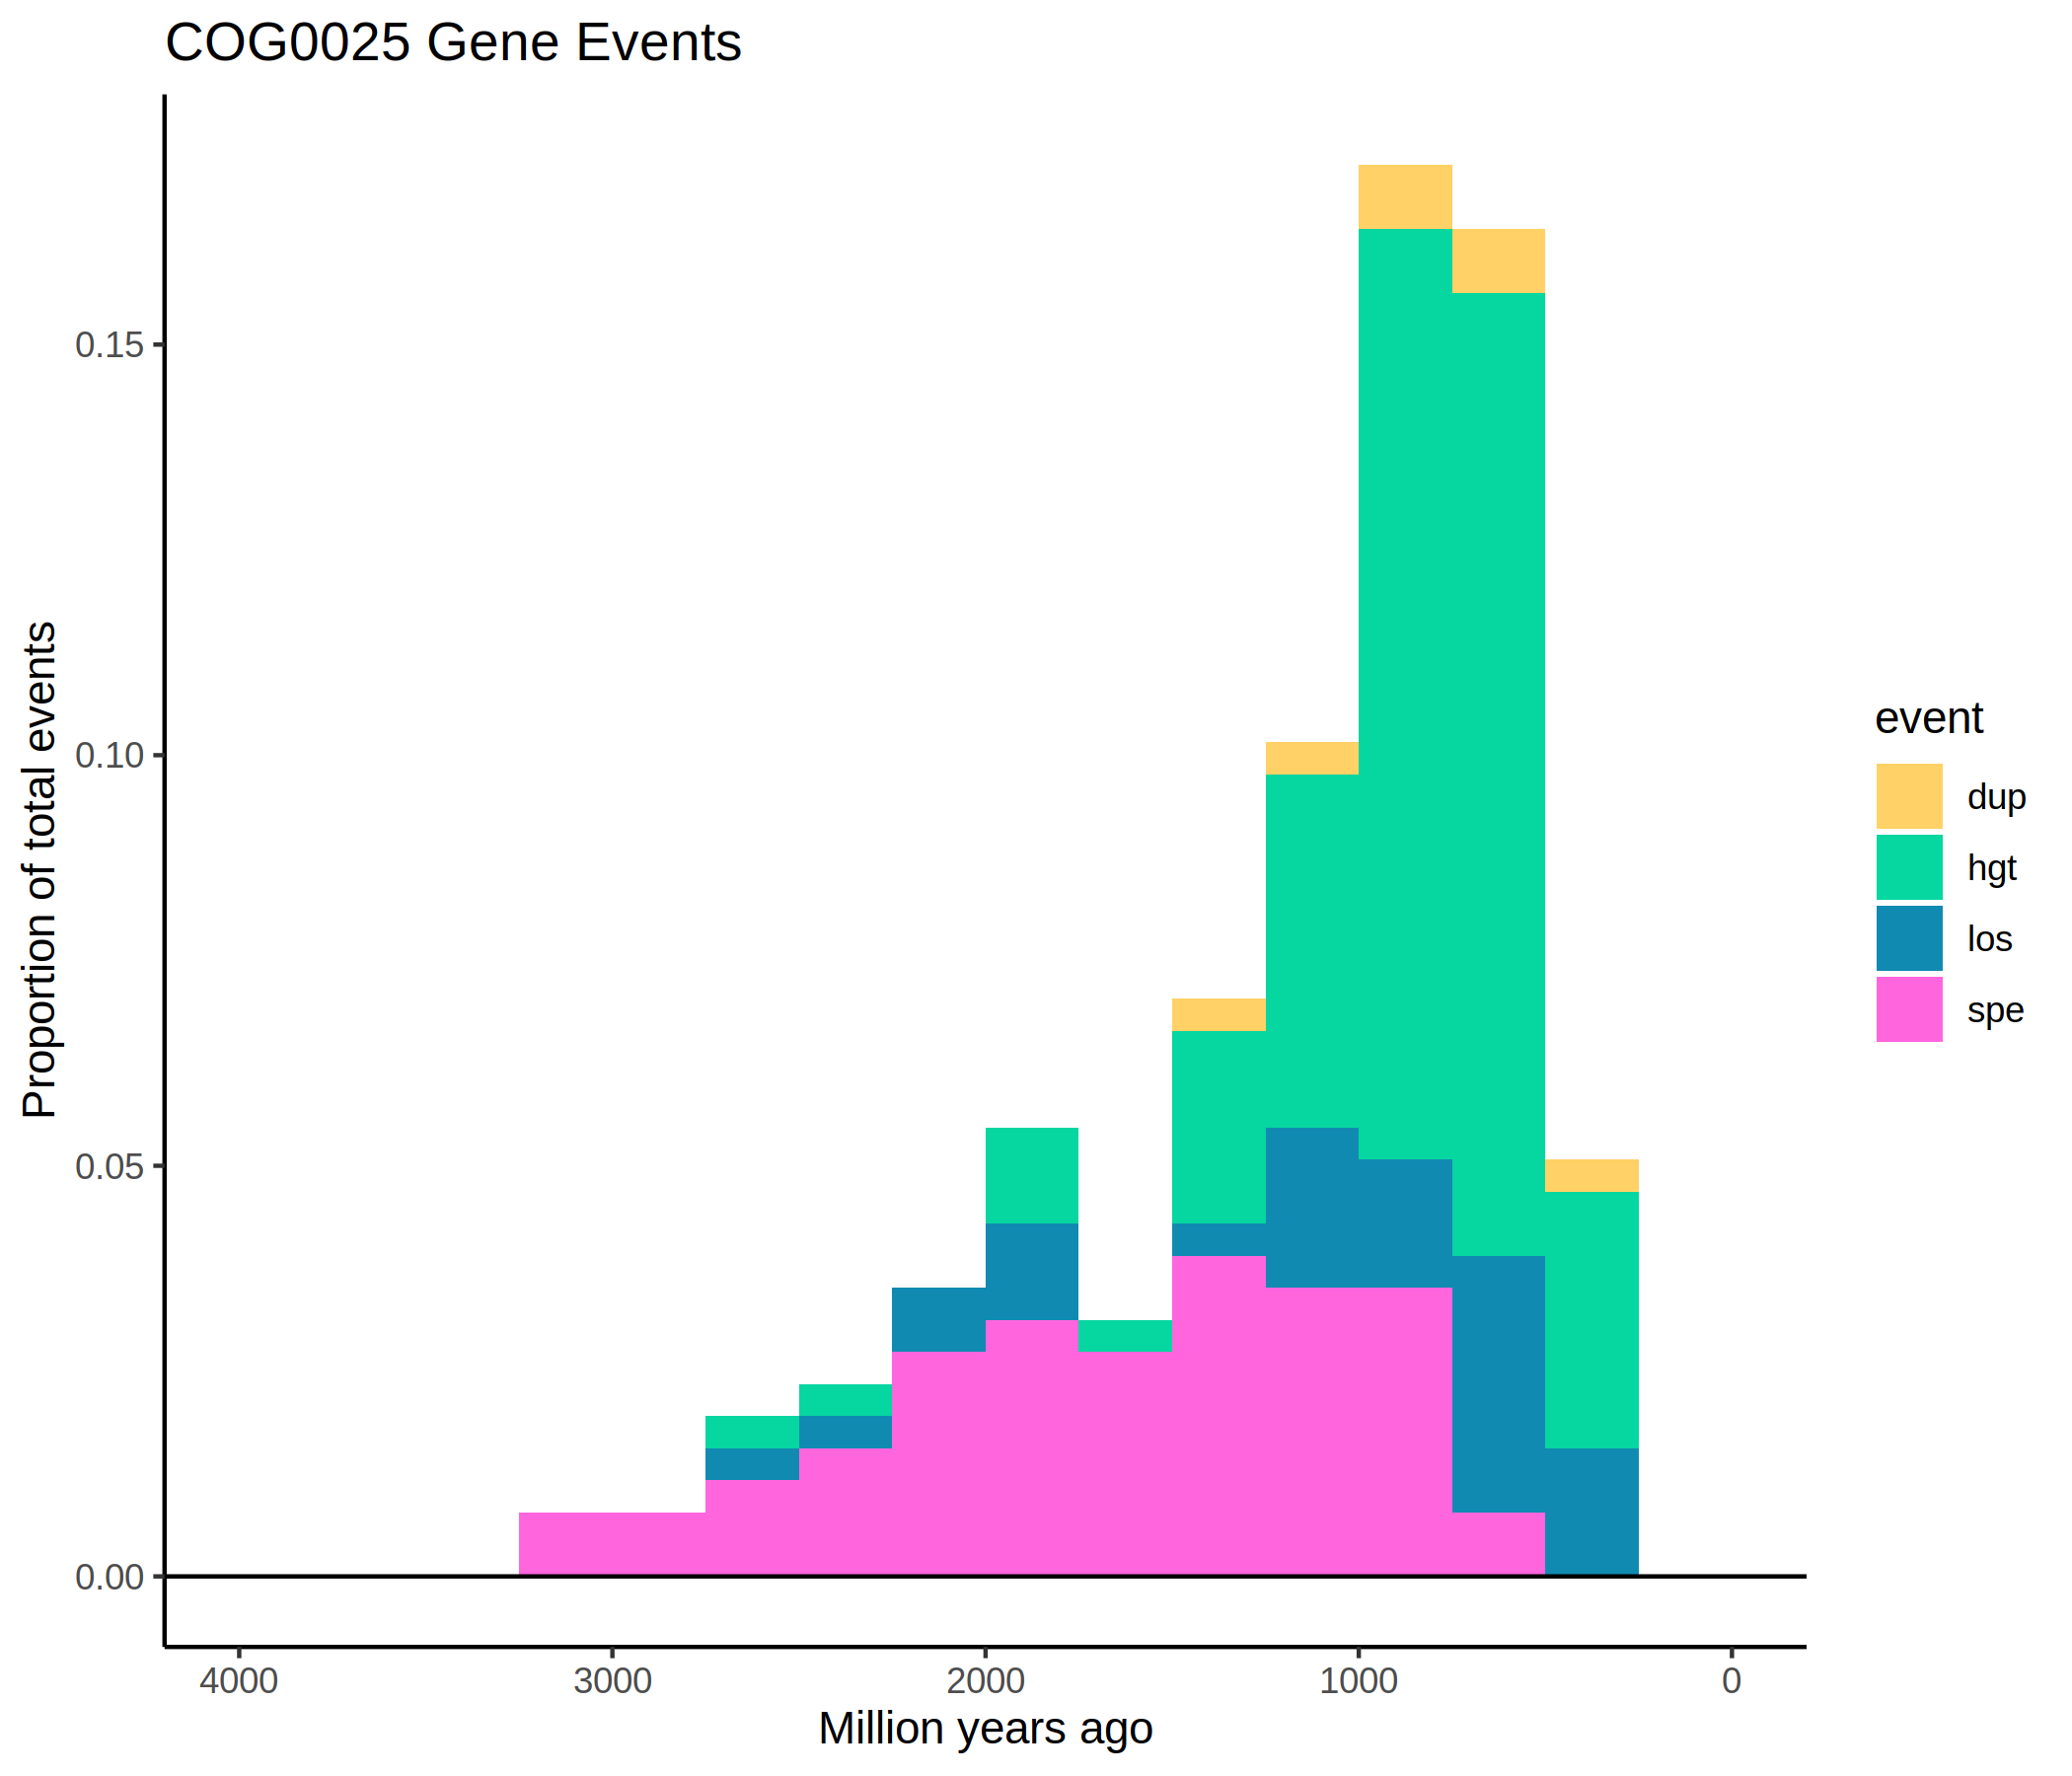 COG0025 Gene Events
Proportion of total events
0.15
0.10
0.05
0.00
4000 3000 2000 1000 0
Million years ago
event
dup
hgt
los
spe